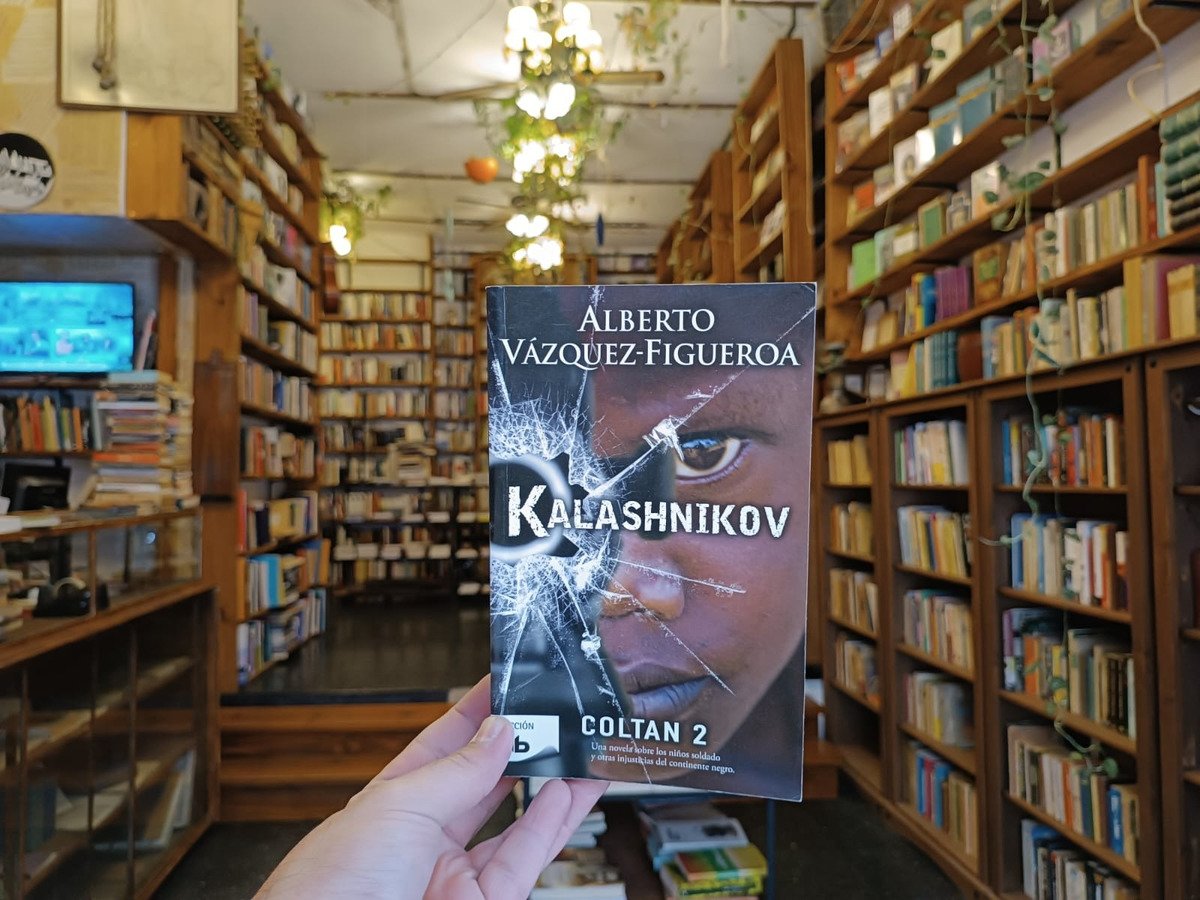 ALBERTO
VÁZQUEZ-FIGUEROA
KALASHNIKOV
COLTAN 2
Una novela sobre los niños soldado
y otras injusticias del continente negro.